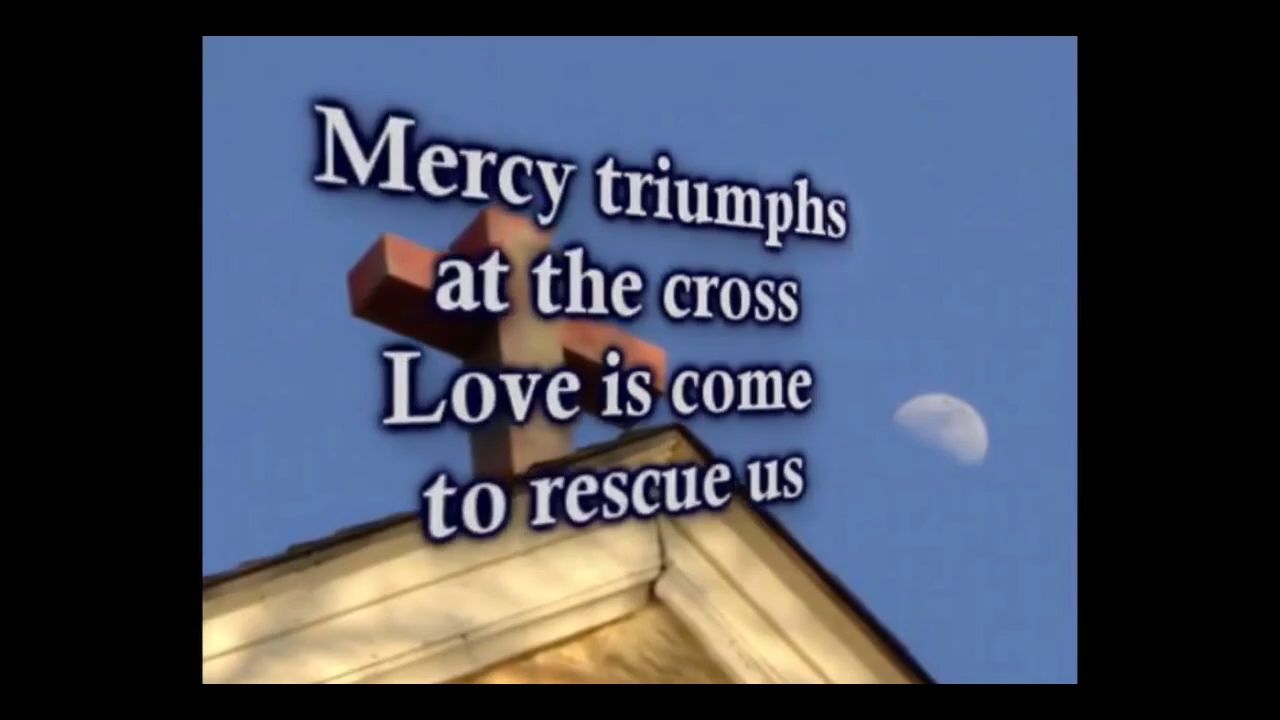 Mercy triumphs
at the cross
Love is come
to rescue us